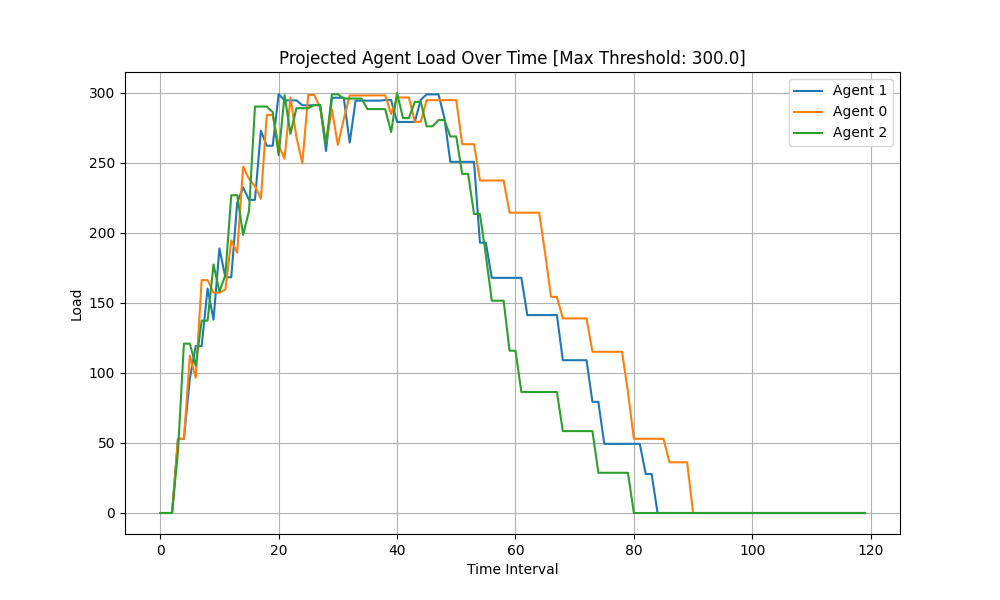 Projected Agent Load Over Time [Max Threshold: 300.0]
Agent 1
Agent 0
Agent 2
300
250
200
150
100
50
0
Load
0 20 40 60 80 100 120
Time Interval